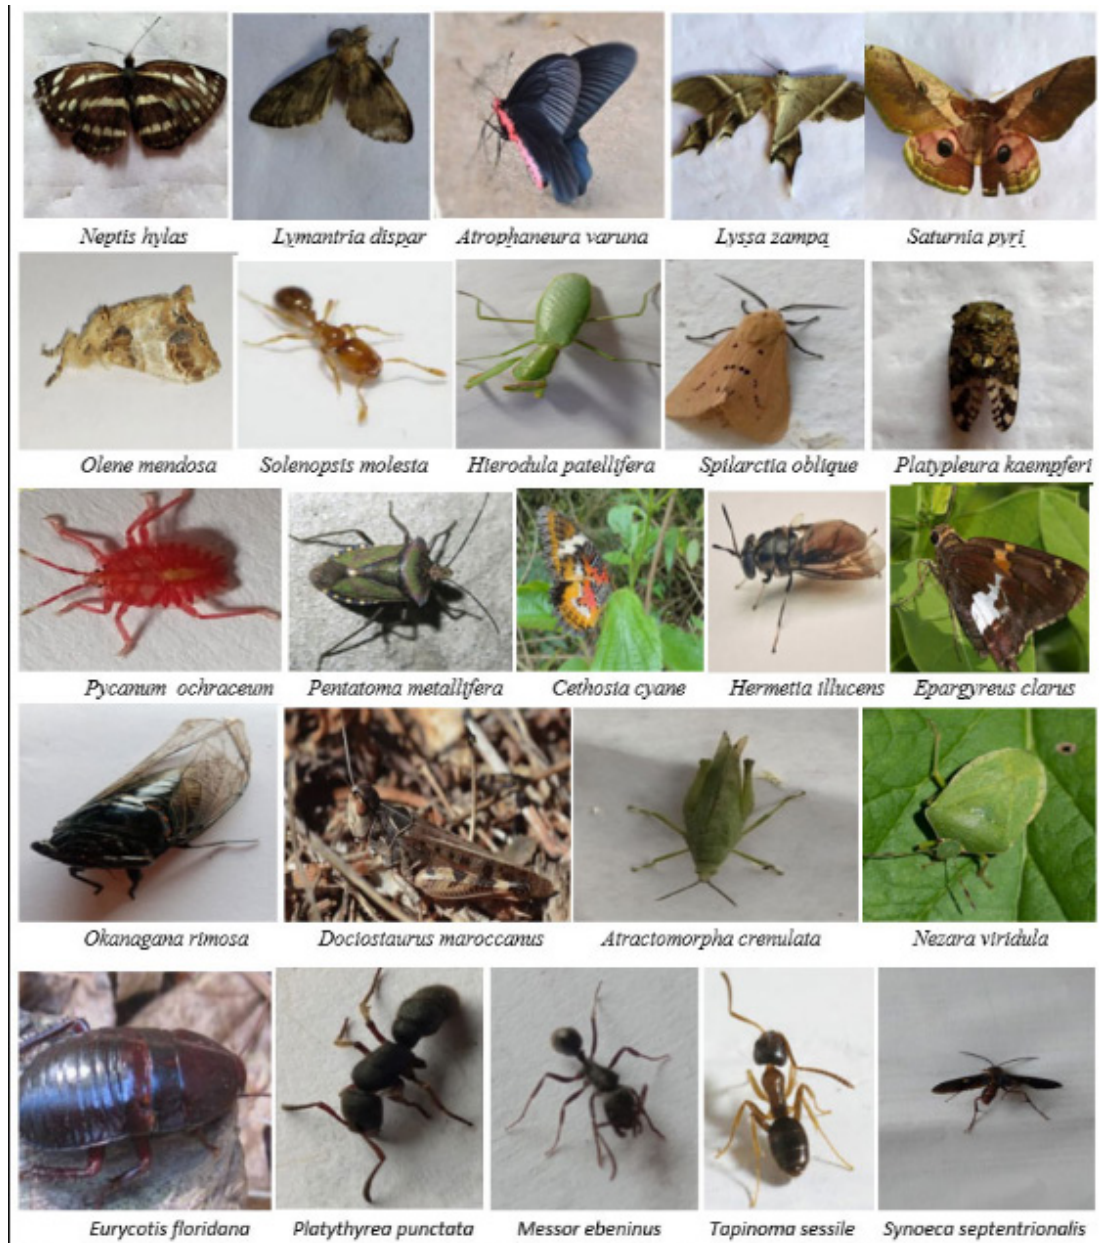 Neptis hylas Lymantria dispar Atrophaneura varuna Lyssa zampa Saturnia pyri
Olene mendosa Solenopsis molesta Hierodula patellifera Spilarctia oblique Platypleura kaempferi
Pycanum ochraceum Pentatoma metallifera Cethosia cyane Hermetia illucens Epargyreus clarus
Okanagana rimosa Dociostaurus maroccanus Atractomorpha crenulata Nezara viridula
Eurycotis floridana Platythyrea punctata Messor ebeninus Tapinoma sessile Synoeca septentrionalis